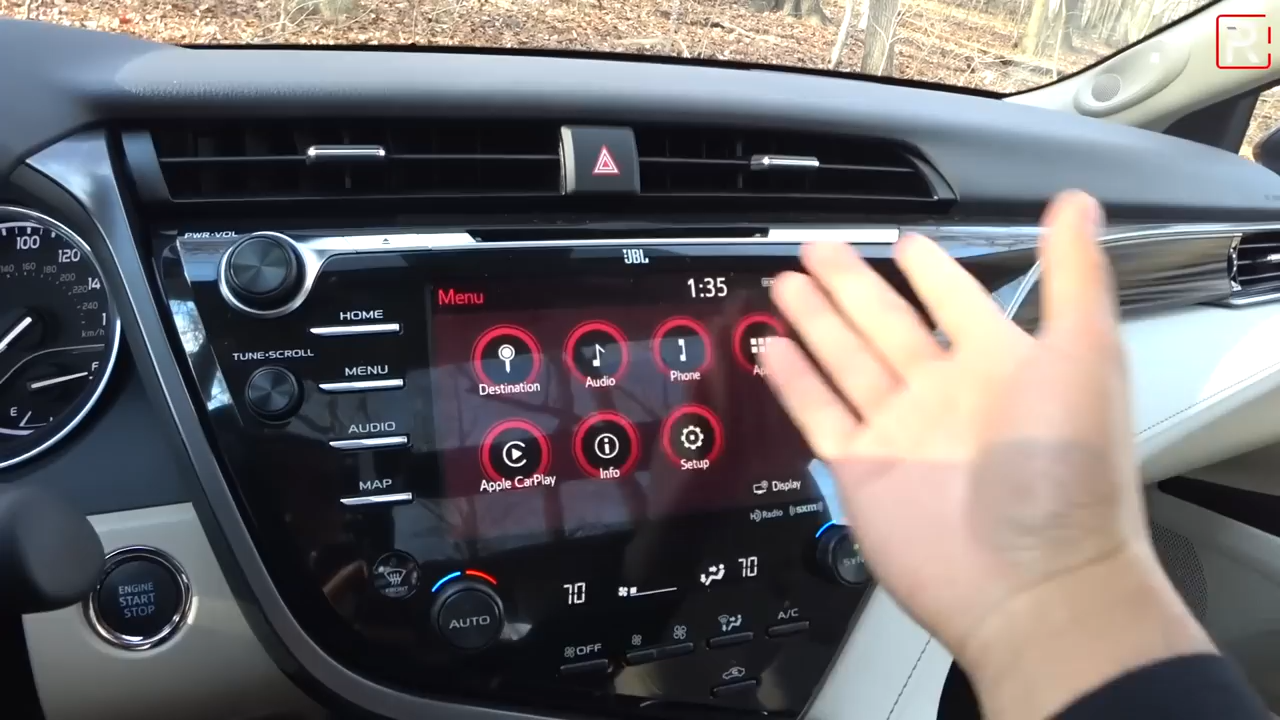 R
100
120
140
160
180
200
220
240
km/h
F
E
PWR•VOL
JBL
HOME
TUNE•SCROLL
MENU
AUDIO
MAP
Menu
1:35
Destination
Audio
Phone
Apple CarPlay
Info
Setup
Display
HD Radio
SXM
ENGINE
START
STOP
FRONT
AUTO
70
70
OFF
A/C